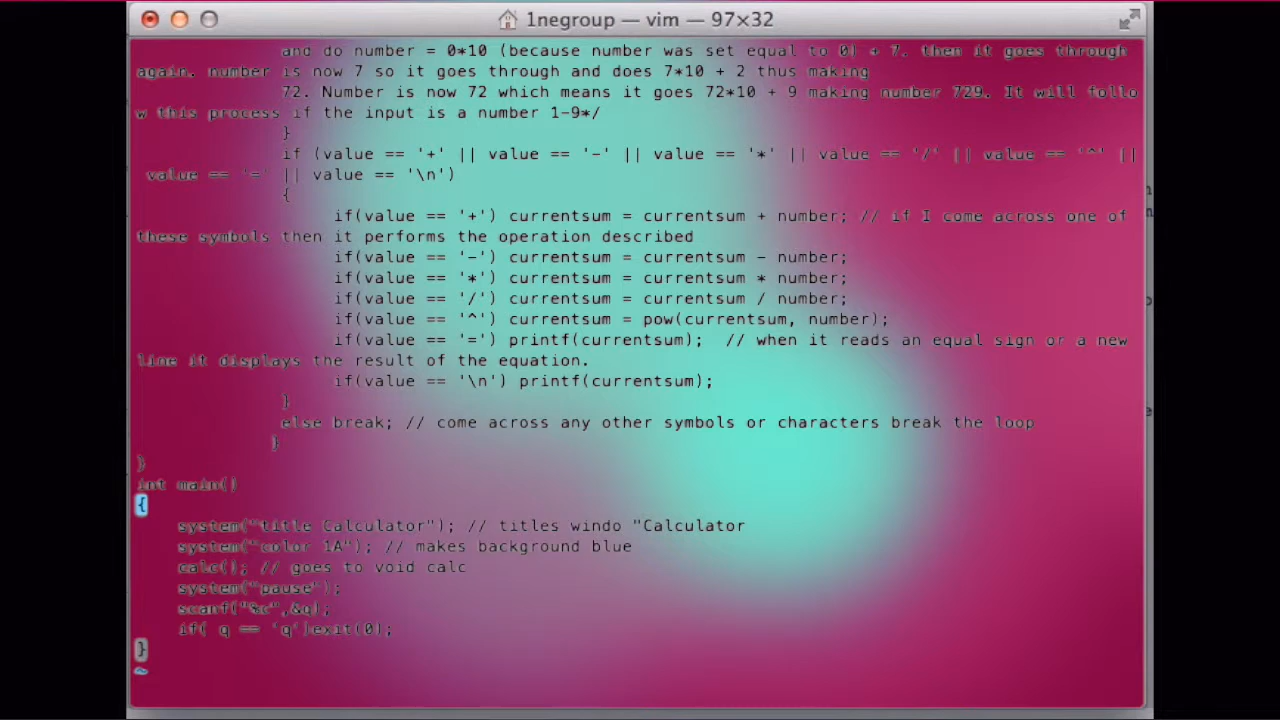 1negroup — vim — 97×32
and do number = 0*10 (because number was set equal to 0) + 7. then it goes through
again. number is now 7 so it goes through and does 7*10 + 2 thus making
72. Number is now 72 which means it goes 72*10 + 9 making number 729. It will follo
w this process if the input is a number 1-9*/
}
if (value == '+' || value == '-' || value == '*' || value == '/' || value == '^' ||
value == '=' || value == '\n')
{
if(value == '+') currentsum = currentsum + number; // if I come across one of
these symbols then it performs the operation described
if(value == '-') currentsum = currentsum - number;
if(value == '*') currentsum = currentsum * number;
if(value == '/') currentsum = currentsum / number;
if(value == '^') currentsum = pow(currentsum, number);
if(value == '=') printf(currentsum);  // when it reads an equal sign or a new
line it displays the result of the equation.
if(value == '\n') printf(currentsum);
}
else break; // come across any other symbols or characters break the loop
}
}
int main()
{
system("title Calculator"); // titles windo "Calculator
system("color 1A"); // makes background blue
calc(); // goes to void calc
system("pause");
scanf("%c",&q);
if( q == 'q')exit(0);
}
~